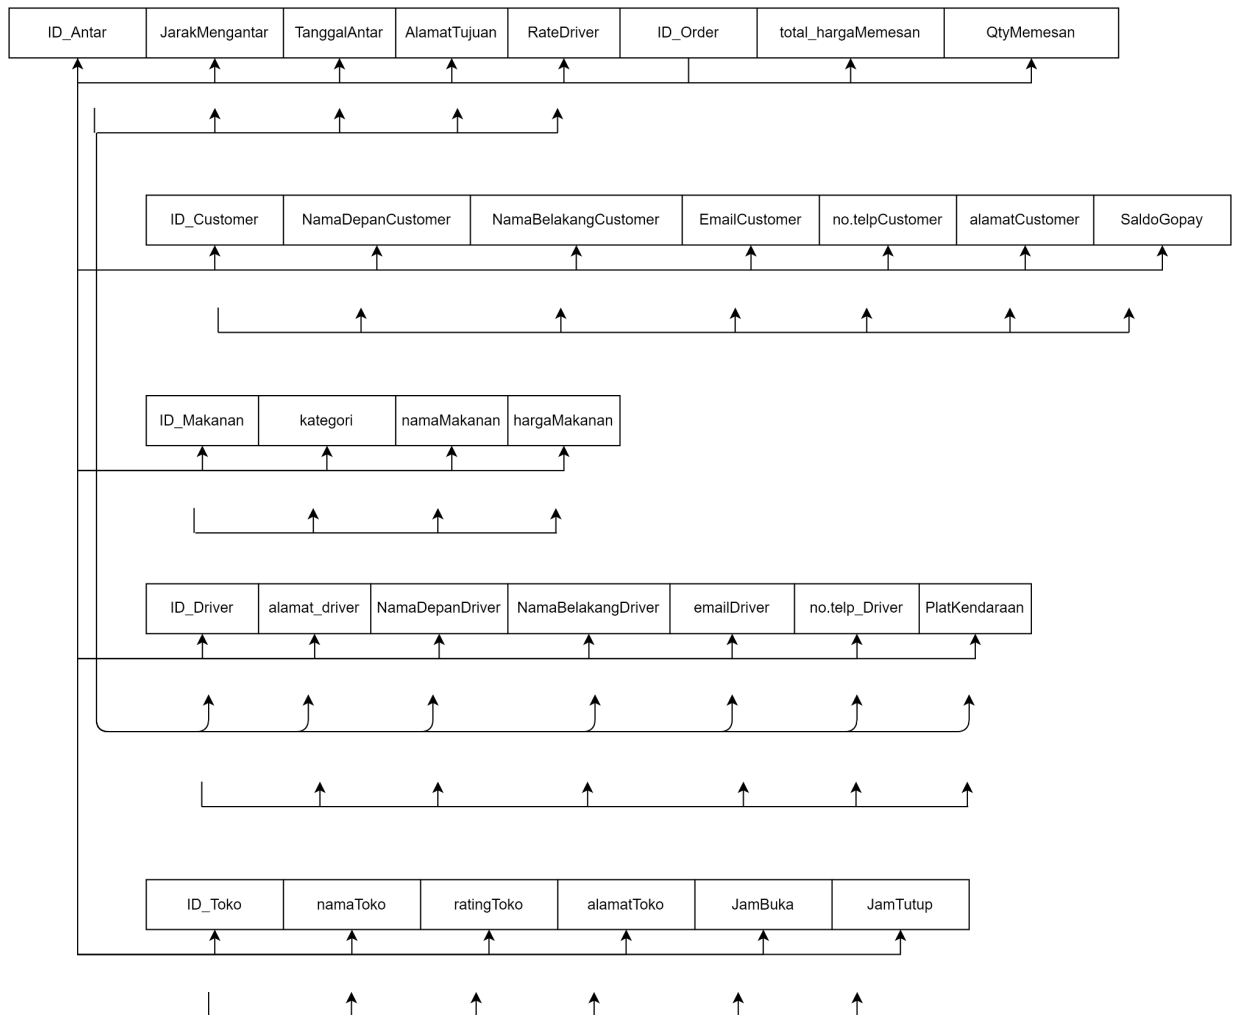 ID_Antar JarakMengantar TanggalAntar AlamatTujuan RateDriver ID_Order total_hargaMemesan QtyMemesan
ID_Customer NamaDepanCustomer NamaBelakangCustomer EmailCustomer no.telpCustomer alamatCustomer SaldoGopay
ID_Makanan kategori namaMakanan hargaMakanan
ID_Driver alamat_driver NamaDepanDriver NamaBelakangDriver emailDriver no.telp_Driver PlatKendaraan
ID_Toko namaToko ratingToko alamatToko JamBuka JamTutup